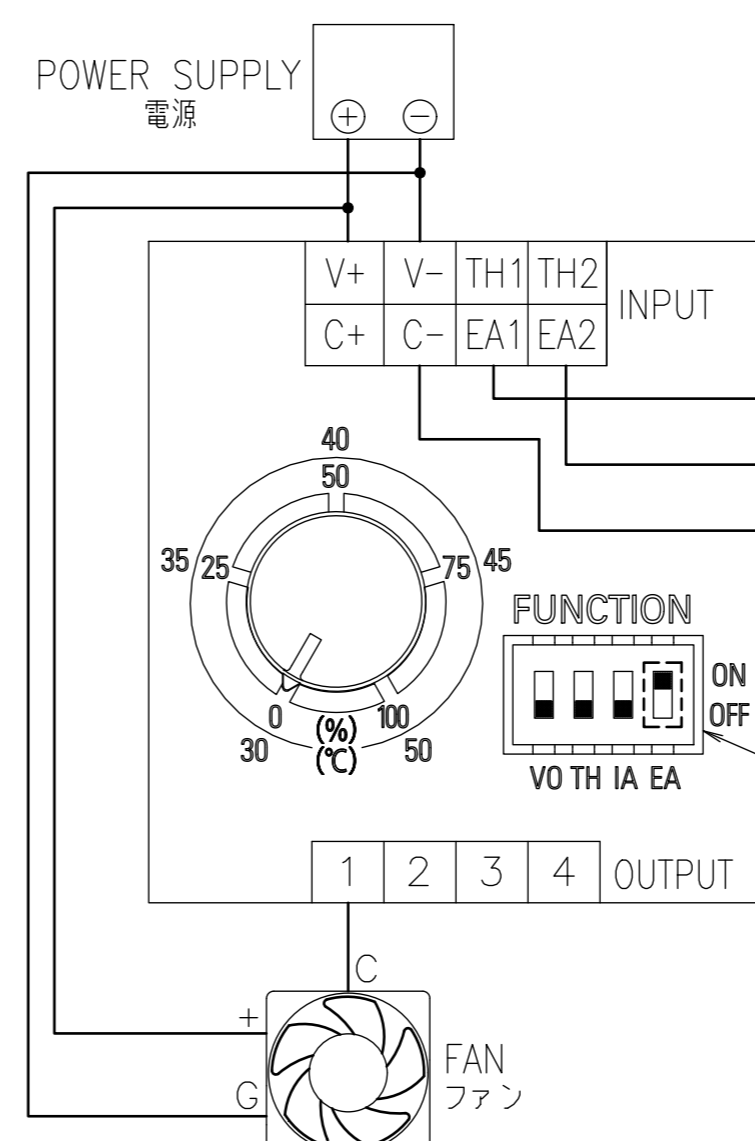 POWER SUPPLY
電源
⊕ ⊖
V+ V- TH1 TH2
INPUT
C+ C- EA1 EA2
40
50
35 25 75 45
0 (%) 100
30 (℃) 50
FUNCTION
ON
OFF
VO TH IA EA
1 2 3 4 OUTPUT
C
+
FAN
G
ファン